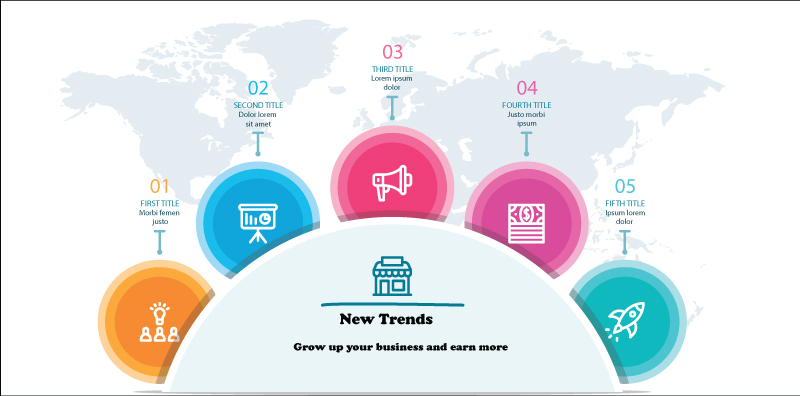 01
FIRST TITLE
Morbi femen
justo
02
SECOND TITLE
Dolor lorem
sit amet
03
THIRD TITLE
Lorem ipsum
dolor
04
FOURTH TITLE
Justo morbi
ipsum
05
FIFTH TITLE
Ipsum lorem
dolor
$
New Trends
Grow up your business and earn more